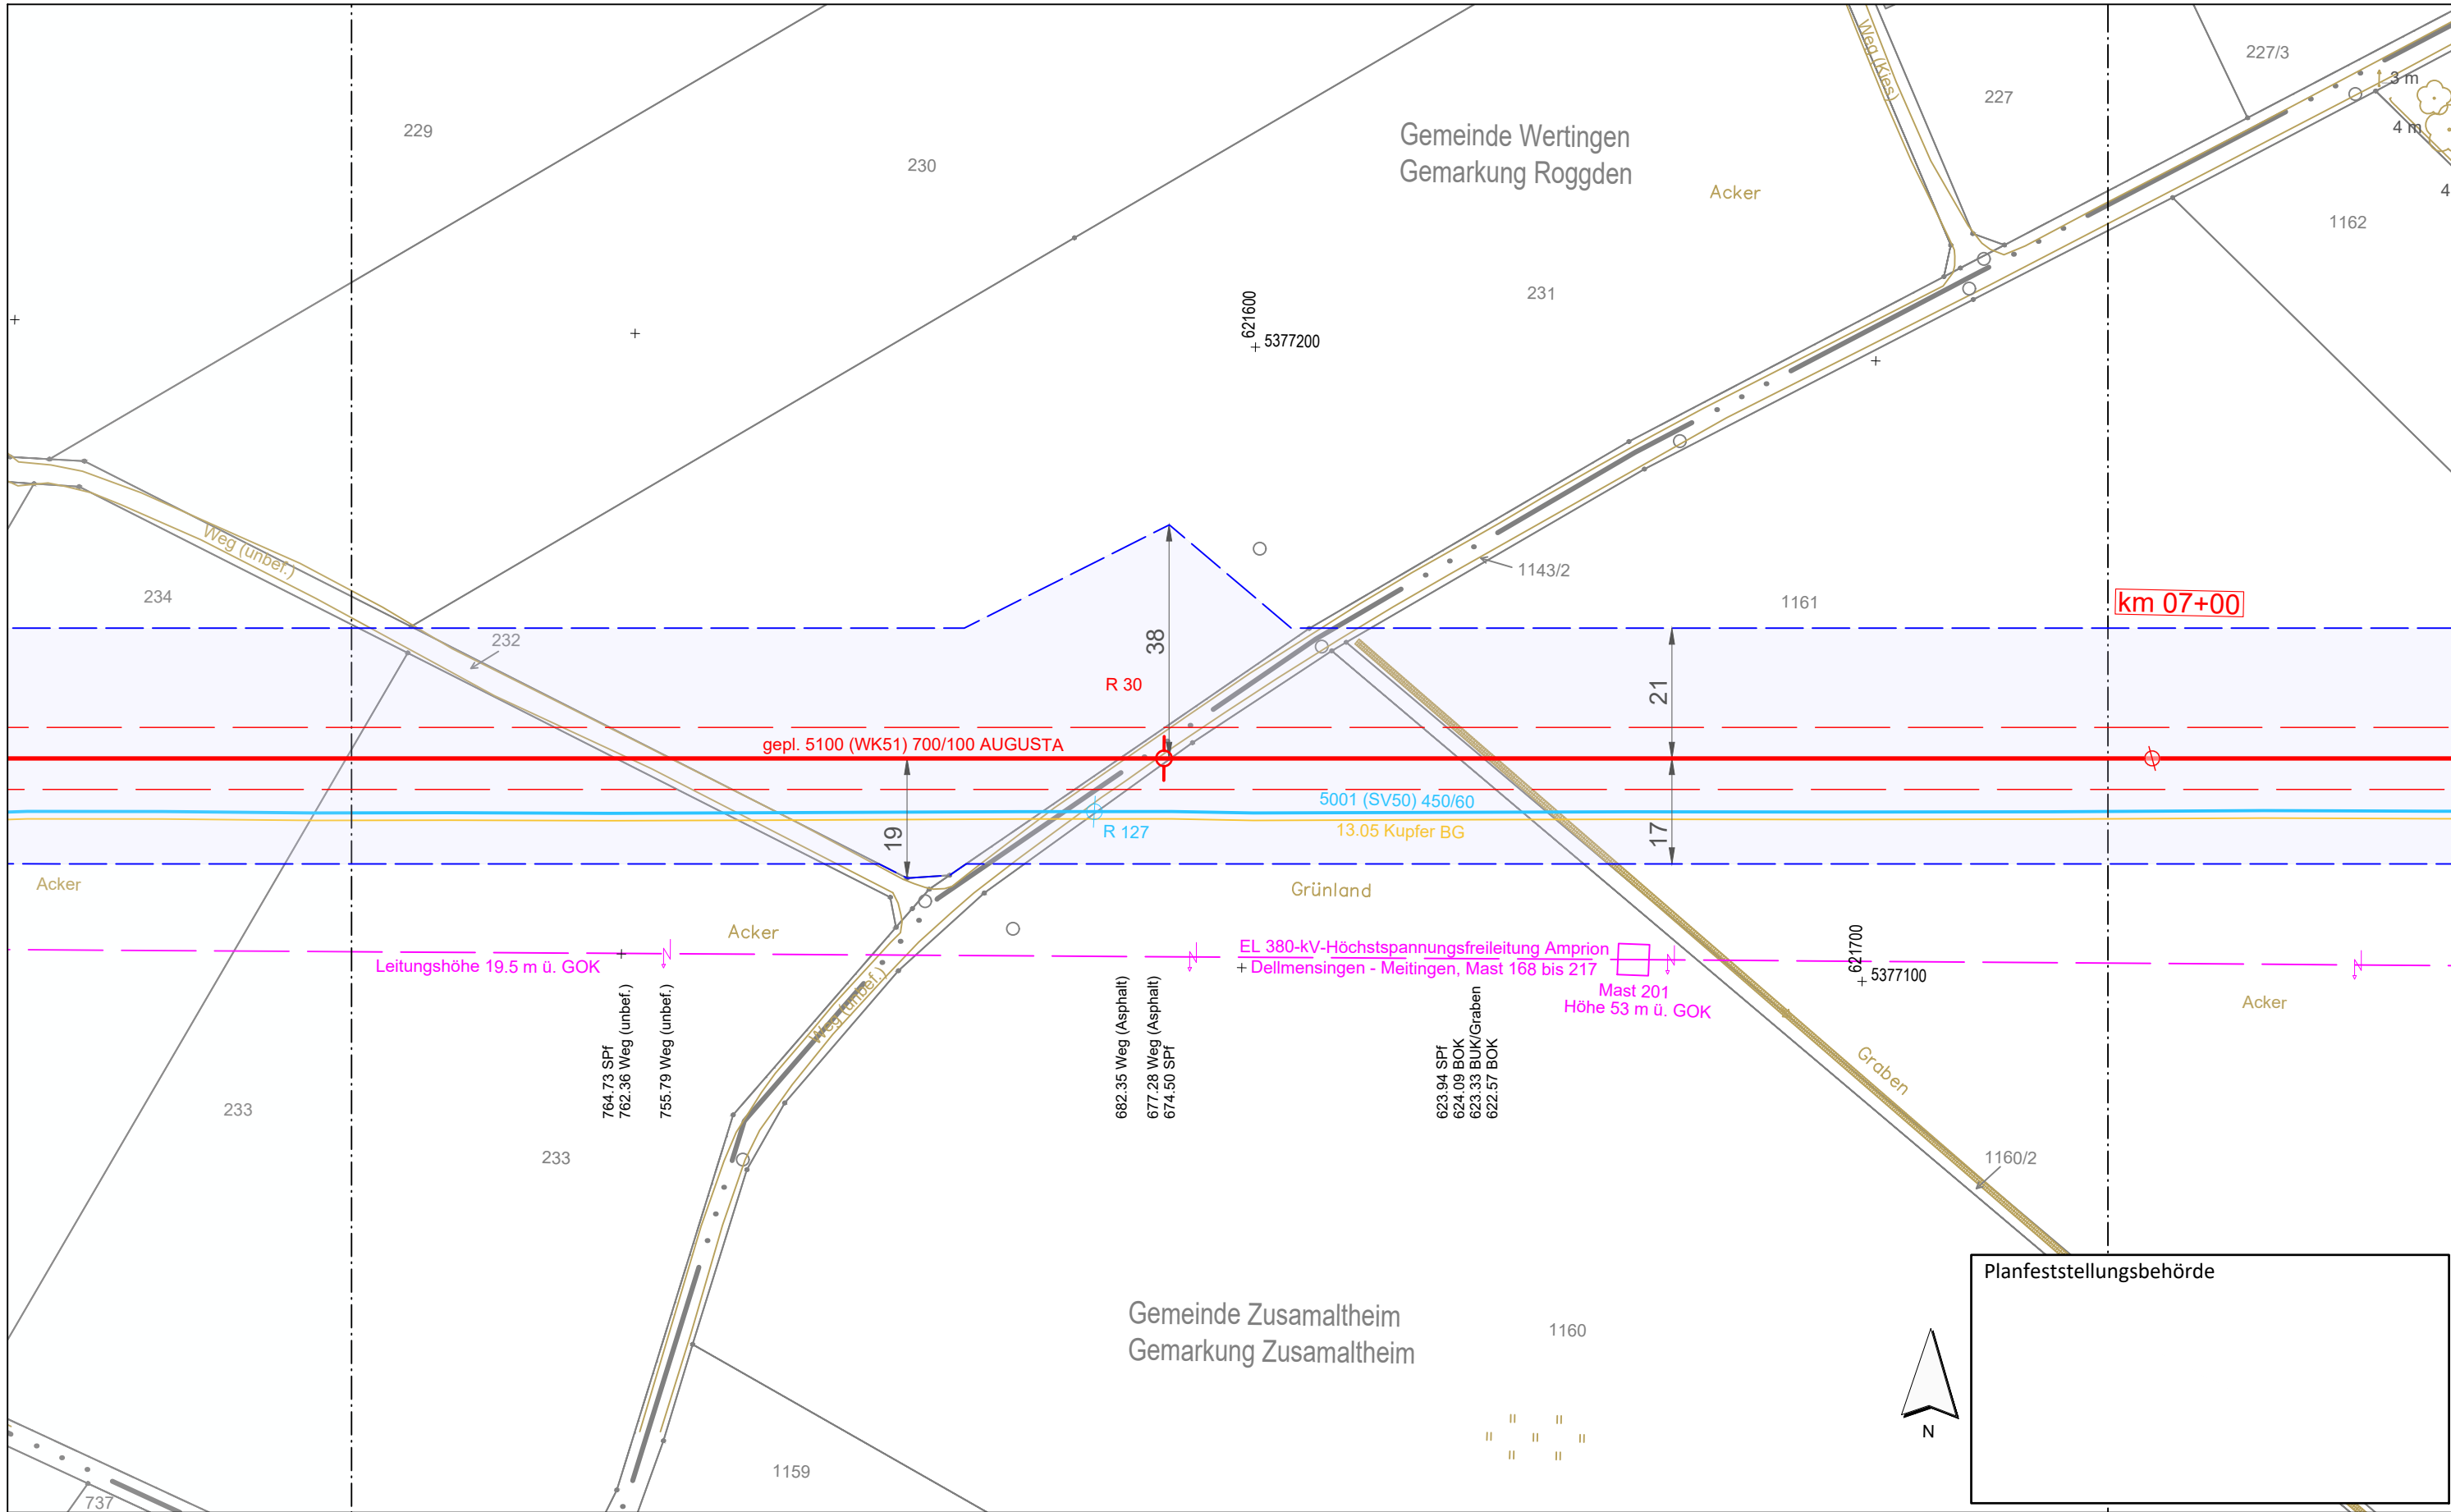 227/3
3 m
227
4 m
4
Weg (Kies)
229
230
Gemeinde Wertingen
Gemarkung Roggden
Acker
1162
231
621600
5377200
Weg (unbef.)
1143/2
234
232
1161
km 07+00
38
21
R 30
gepl. 5100 (WK51) 700/100 AUGUSTA
5001 (SV50) 450/60
R 127
13.05 Kupfer BG
19
17
Acker
Grünland
Acker
EL 380-kV-Höchstspannungsfreileitung Amprion
Dellmensingen - Meitingen, Mast 168 bis 217
Leitungshöhe 19.5 m ü. GOK
Mast 201
Höhe 53 m ü. GOK
621700
5377100
Acker
Weg (unbef.)
764.73 SPf
762.36 Weg (unbef.)
755.79 Weg (unbef.)
682.35 Weg (Asphalt)
677.28 Weg (Asphalt)
674.50 SPf
623.94 SPf
624.09 BOK
623.33 BUK/Graben
622.57 BOK
Graben
233
233
1160/2
Planfeststellungsbehörde
Gemeinde Zusamaltheim
Gemarkung Zusamaltheim
1160
N
1159
737